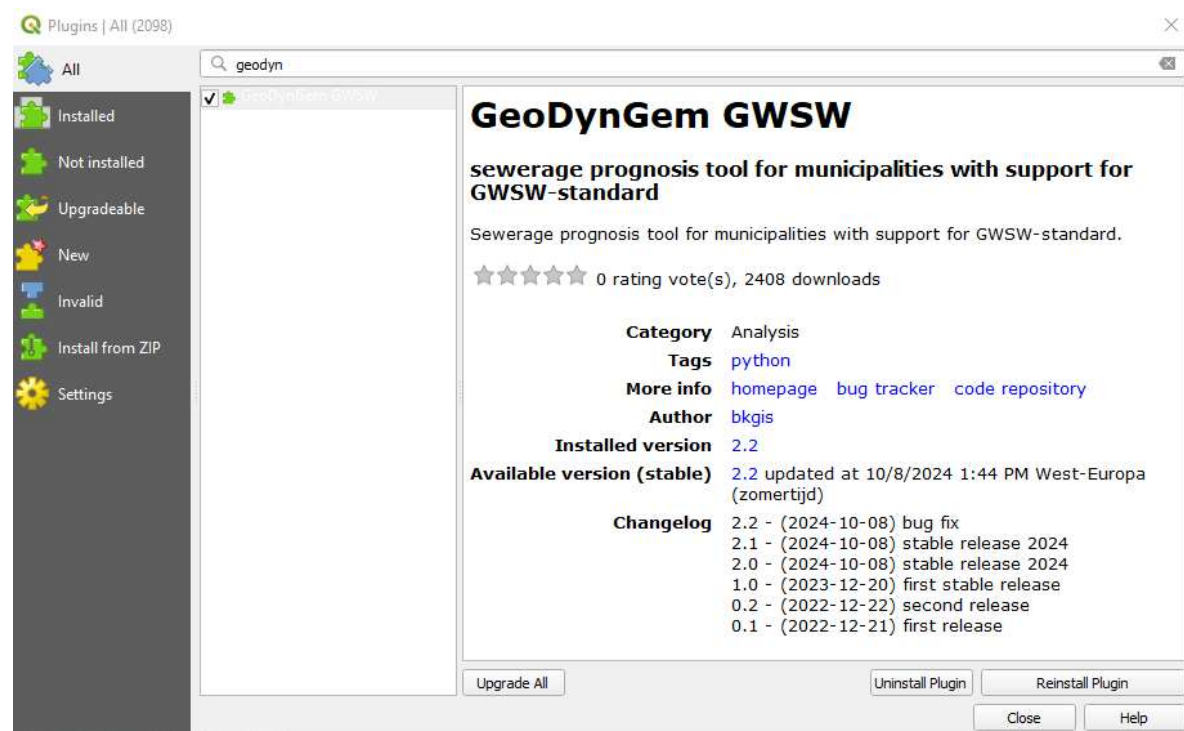 Plugins | All (2098)
All
geodyn
Installed
Not installed
Upgradeable
New
Invalid
Install from ZIP
Settings
GeoDynGem GWSW
GeoDynGem GWSW
sewerage prognosis tool for municipalities with support for
GWSW-standard
Sewerage prognosis tool for municipalities with support for GWSW-standard.
0 rating vote(s), 2408 downloads
Category Analysis
Tags python
More info homepage bug tracker code repository
Author bkgis
Installed version 2.2
Available version (stable) 2.2 updated at 10/8/2024 1:44 PM West-Europa
(zomertijd)
Changelog 2.2 - (2024-10-08) bug fix
2.1 - (2024-10-08) stable release 2024
2.0 - (2024-10-08) stable release 2024
1.0 - (2023-12-20) first stable release
0.2 - (2022-12-22) second release
0.1 - (2022-12-21) first release
Upgrade All Uninstall Plugin Reinstall Plugin
Close Help